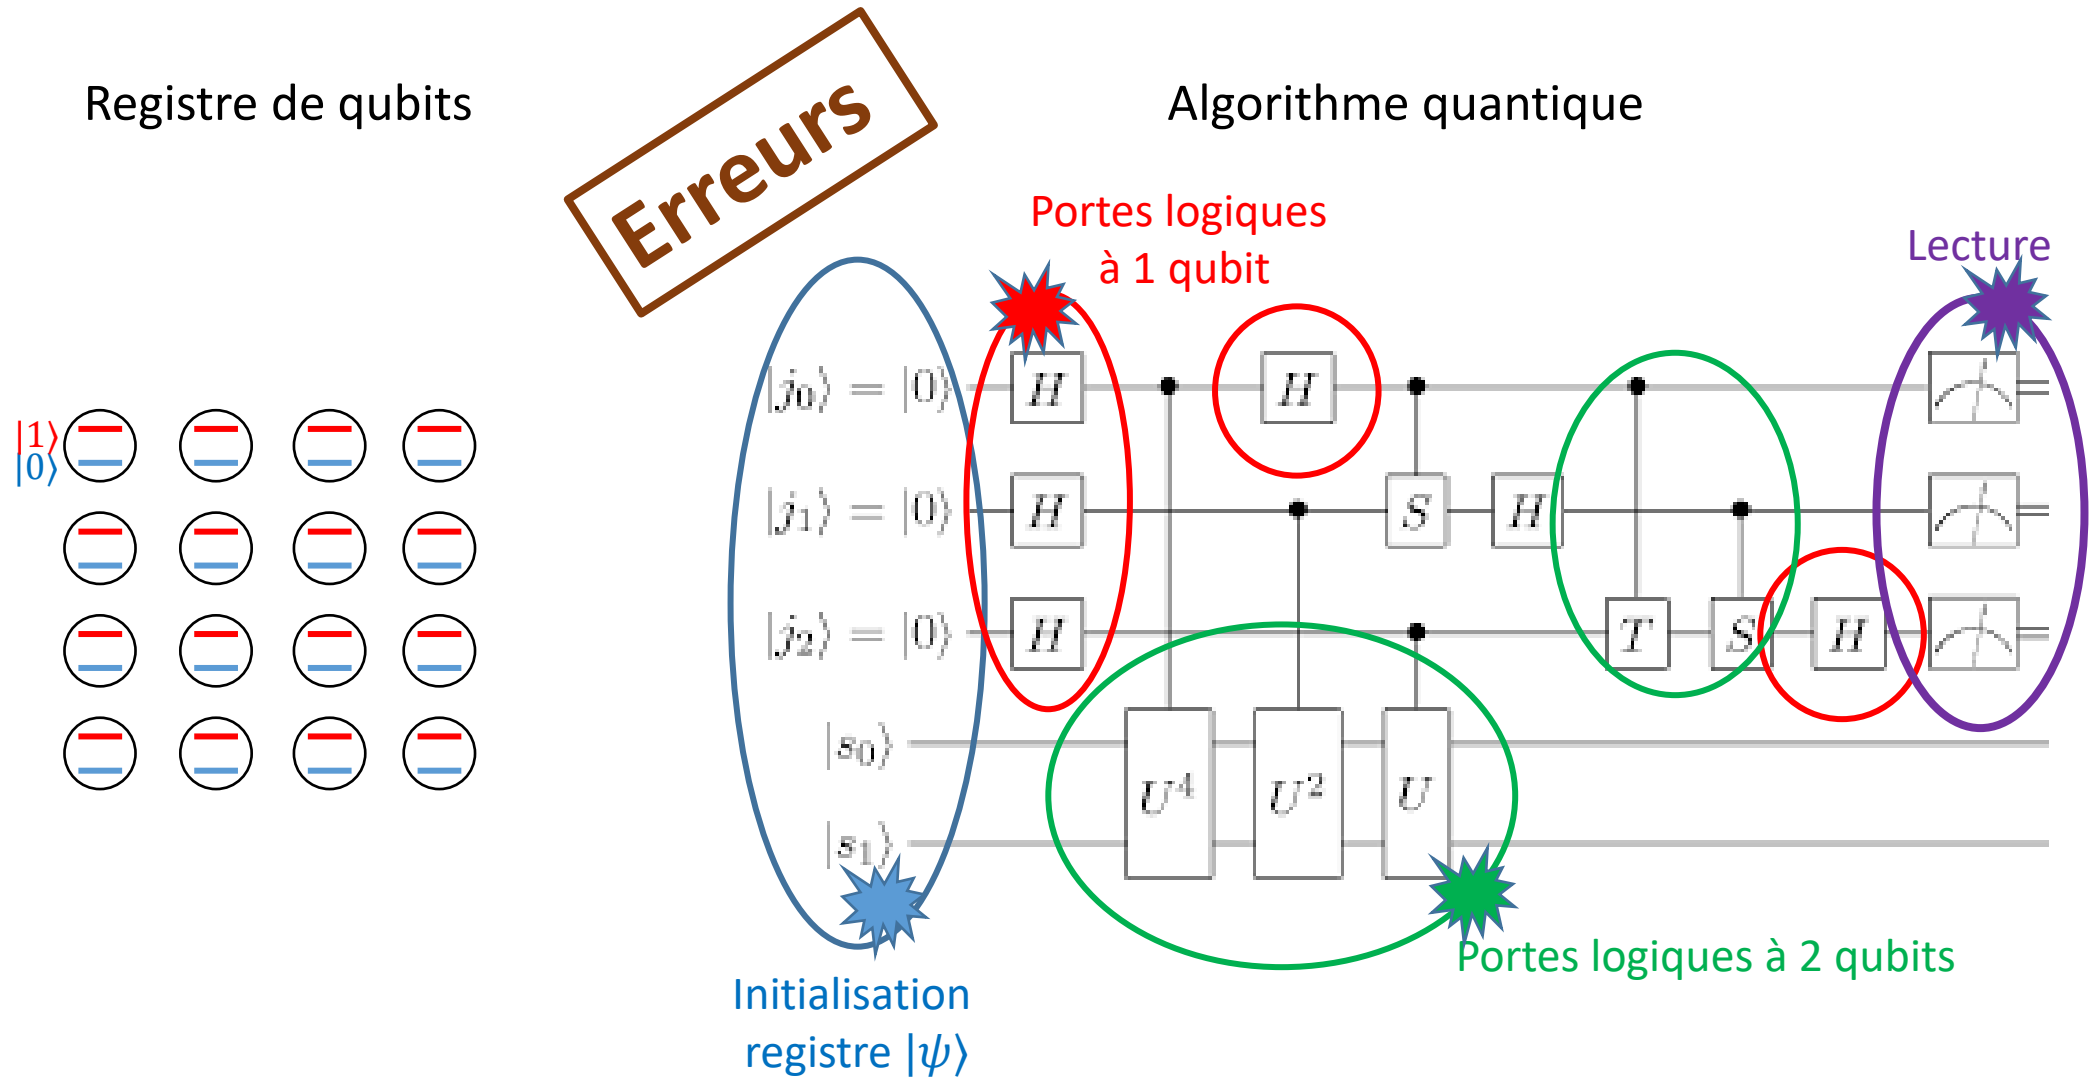 Registre de qubits
Erreurs
Algorithme quantique
Portes logiques
à 1 qubit
Lecture
|j₀⟩ = |0⟩ H H
|1⟩
|0⟩
|j₁⟩ = |0⟩ H S H
|j₂⟩ = |0⟩ H T S H
|s₀⟩
U⁴ U² U
|s₁⟩
Portes logiques à 2 qubits
Initialisation
registre |ψ⟩